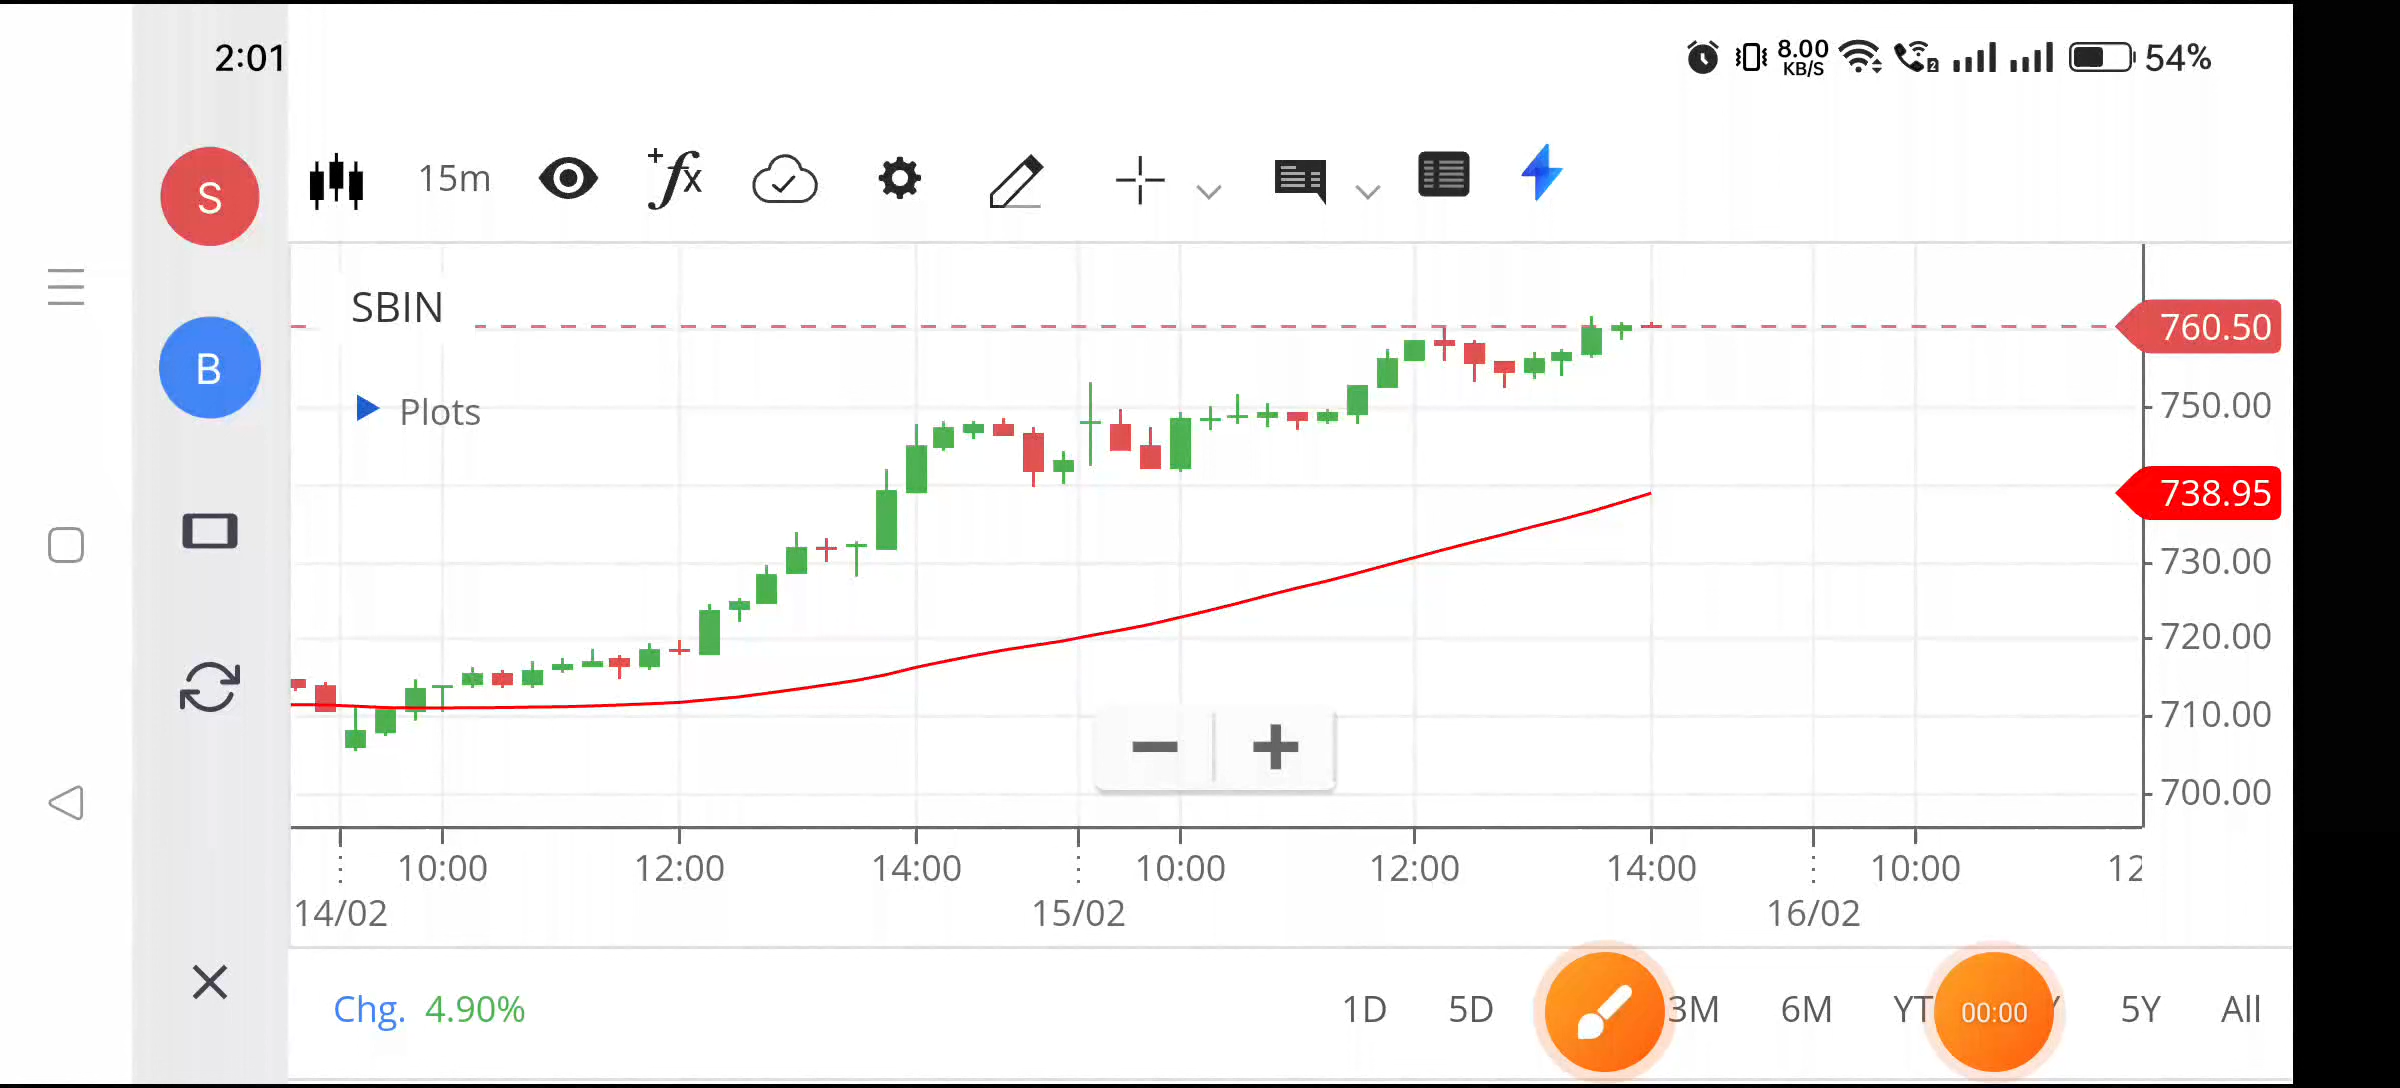 2:01
8.00
KB/S
2
54%
S
15m
+fx
B
SBIN
760.50
Plots
750.00
738.95
730.00
720.00
710.00
700.00
10:00 12:00 14:00 10:00 12:00 14:00 10:00 12
14/02 15/02 16/02
Chg. 4.90%
1D 5D 3M 6M YT 00:00 5Y All